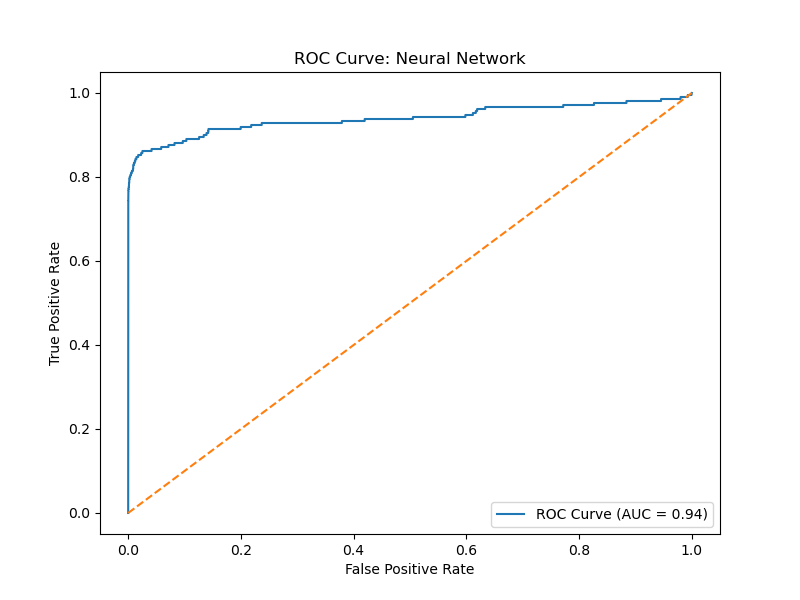 ROC Curve: Neural Network
True Positive Rate
1.0
0.8
0.6
0.4
0.2
0.0
ROC Curve (AUC = 0.94)
0.0 0.2 0.4 0.6 0.8 1.0
False Positive Rate